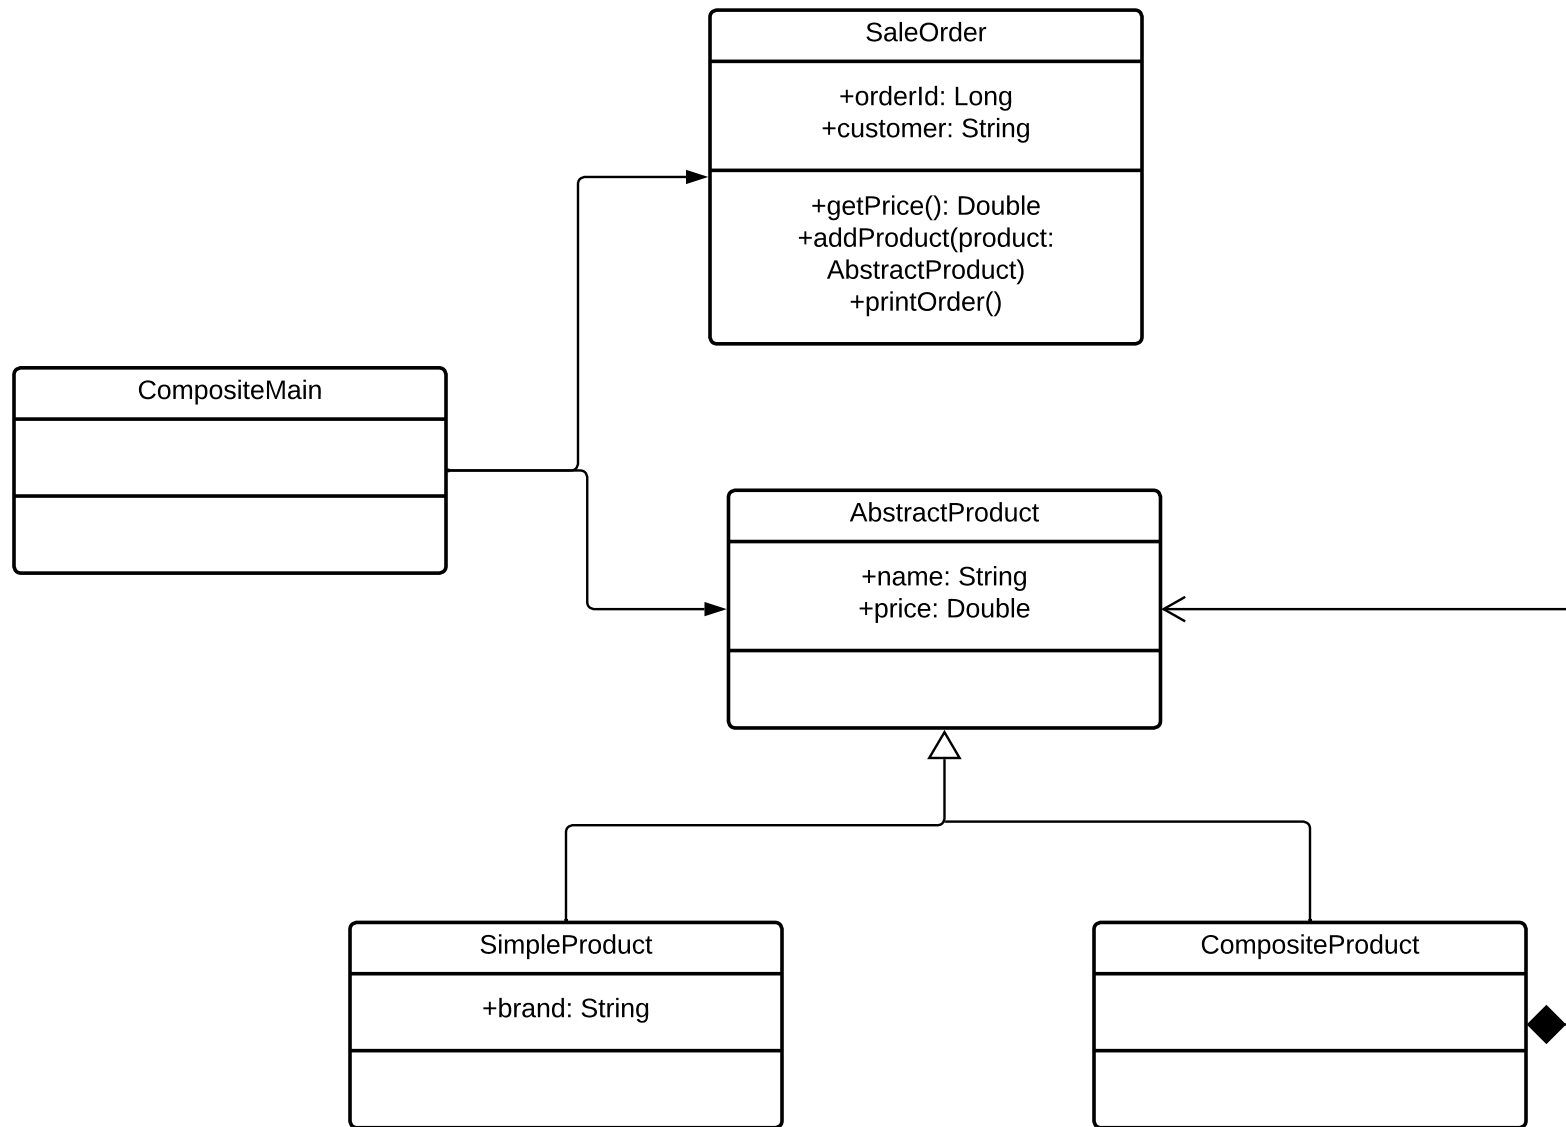 SaleOrder
+orderId: Long
+customer: String
+getPrice(): Double
+addProduct(product:
AbstractProduct)
+printOrder()
CompositeMain
AbstractProduct
+name: String
+price: Double
SimpleProduct
+brand: String
CompositeProduct